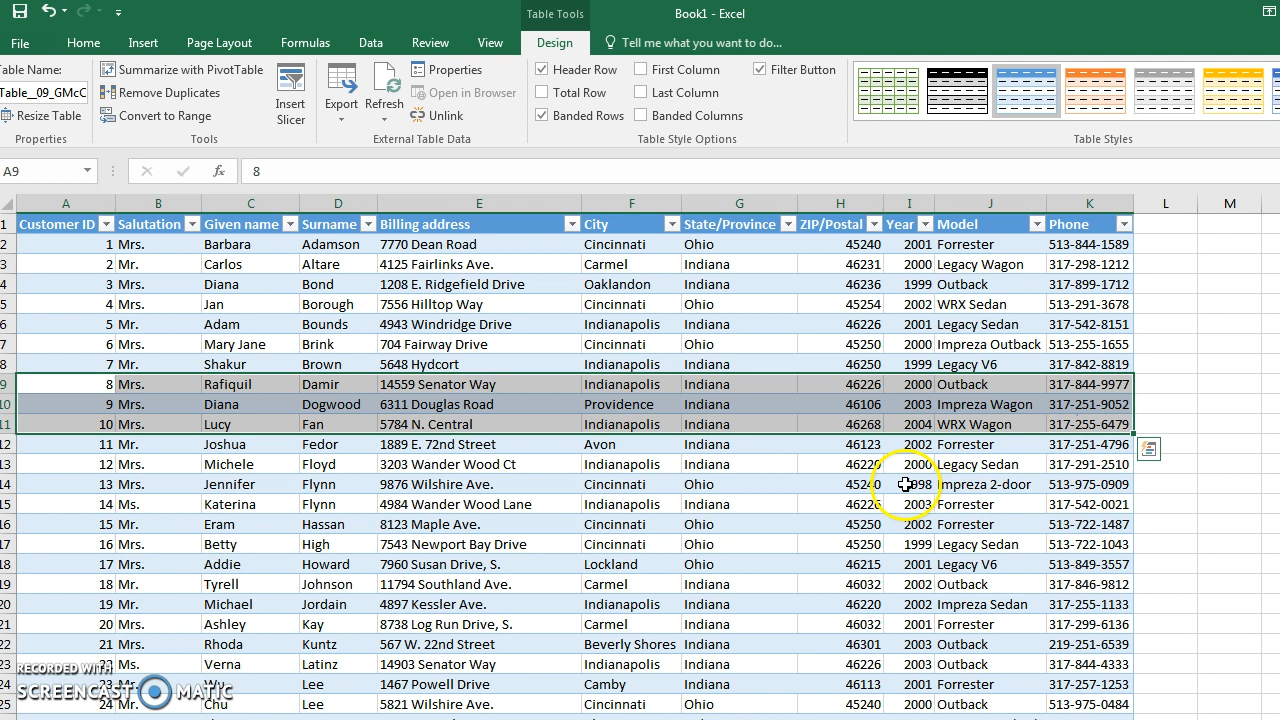 Table Tools
Book1 - Excel
File Home Insert Page Layout Formulas Data Review View Design Tell me what you want to do...
Table Name: Summarize with PivotTable Properties Header Row First Column Filter Button
Table__09_GMcC Remove Duplicates Insert Slicer Export Refresh Open in Browser Total Row Last Column
Resize Table Convert to Range Unlink Banded Rows Banded Columns
Properties Tools External Table Data Table Style Options Table Styles
A9 fx 8
A B C D E F G H I J K L M
1 Customer ID Salutation Given name Surname Billing address City State/Province ZIP/Postal Year Model Phone
2 1 Mrs. Barbara Adamson 7770 Dean Road Cincinnati Ohio 45240 2001 Forrester 513-844-1589
3 2 Mr. Carlos Altare 4125 Fairlinks Ave. Carmel Indiana 46231 2000 Legacy Wagon 317-298-1212
4 3 Mr. Diana Bond 1208 E. Ridgefield Drive Oaklandon Indiana 46236 1999 Outback 317-899-1712
5 4 Mrs. Jan Borough 7556 Hilltop Way Cincinnati Ohio 45254 2002 WRX Sedan 513-291-3678
6 5 Mr. Adam Bounds 4943 Windridge Drive Indianapolis Indiana 46226 2001 Legacy Sedan 317-542-8151
7 6 Mrs. Mary Jane Brink 704 Fairway Drive Cincinnati Ohio 45250 2000 Impreza Outback 513-255-1655
8 7 Mr. Shakur Brown 5648 Hydcort Indianapolis Indiana 46250 1999 Legacy V6 317-842-8819
9 8 Mrs. Rafiquil Damir 14559 Senator Way Indianapolis Indiana 46226 2000 Outback 317-844-9977
10 9 Mrs. Diana Dogwood 6311 Douglas Road Providence Indiana 46106 2003 Impreza Wagon 317-251-9052
11 10 Mrs. Lucy Fan 5784 N. Central Indianapolis Indiana 46268 2004 WRX Wagon 317-255-6479
12 11 Mr. Joshua Fedor 1889 E. 72nd Street Avon Indiana 46123 2002 Forrester 317-251-4796
13 12 Mrs. Michele Floyd 3203 Wander Wood Ct Indianapolis Indiana 46220 2000 Legacy Sedan 317-291-2510
14 13 Mrs. Jennifer Flynn 9876 Wilshire Ave. Cincinnati Ohio 45240 1998 Impreza 2-door 513-975-0909
15 14 Ms. Katerina Flynn 4984 Wander Wood Lane Indianapolis Indiana 46226 2003 Forrester 317-542-0021
16 15 Mr. Eram Hassan 8123 Maple Ave. Cincinnati Ohio 45250 2002 Forrester 513-722-1487
17 16 Mrs. Betty High 7543 Newport Bay Drive Cincinnati Ohio 45250 1999 Legacy Sedan 513-722-1043
18 17 Mrs. Addie Howard 7960 Susan Drive, S. Lockland Ohio 46215 2001 Legacy V6 513-849-3557
19 18 Mr. Tyrell Johnson 11794 Southland Ave. Carmel Indiana 46032 2002 Outback 317-846-9812
20 19 Mr. Michael Jordain 4897 Kessler Ave. Indianapolis Indiana 46220 2002 Impreza Sedan 317-255-1133
21 20 Mrs. Ashley Kay 8738 Log Run Drive, S. Carmel Indiana 46032 2001 Forrester 317-299-6136
22 21 Mrs. Rhoda Kuntz 567 W. 22nd Street Beverly Shores Indiana 46301 2003 Outback 219-251-6539
23 22 Ms. Verna Latinz 14903 Senator Way Indianapolis Indiana 46226 2003 Outback 317-844-4333
24 23 Mr. Wu Lee 1467 Powell Drive Camby Indiana 46113 2001 Forrester 317-257-1253
25 24 Mr. Chu Lee 5821 Wilshire Ave. Cincinnati Ohio 45240 2000 Legacy Sedan 513-975-0484
RECORDED WITH
SCREENCAST MATIC